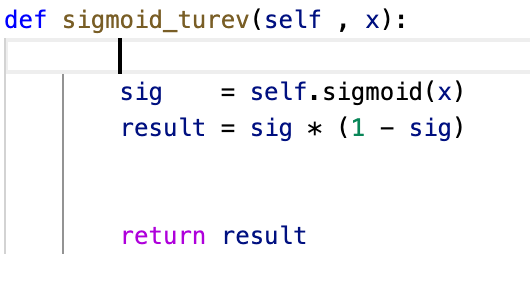 def sigmoid_turev(self , x):
sig    = self.sigmoid(x)
result = sig * (1 - sig)
return result